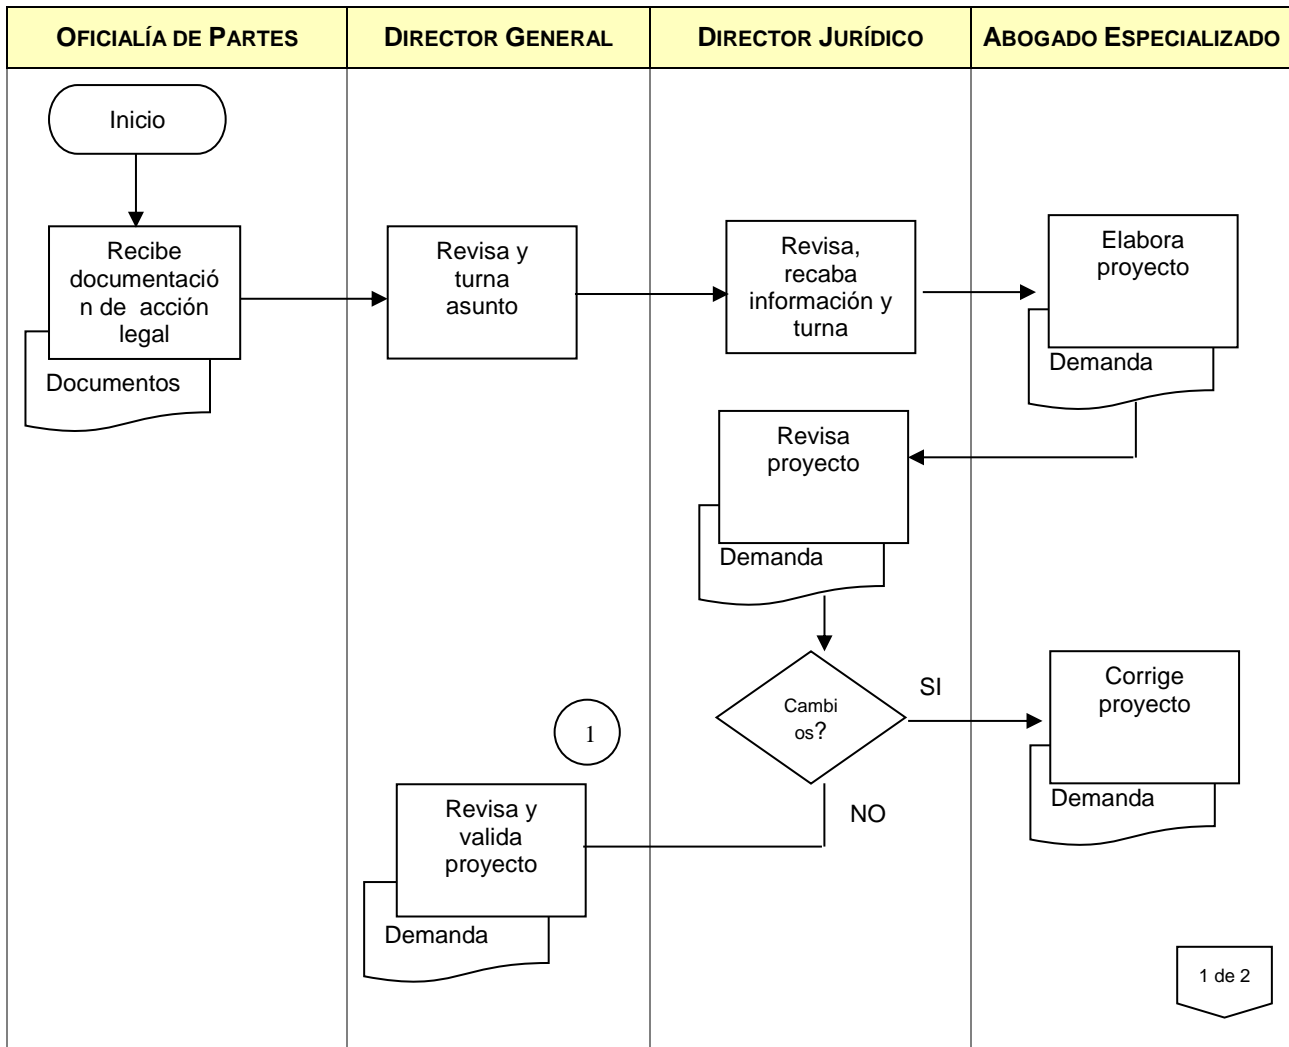 OFICIALÍA DE PARTES
DIRECTOR GENERAL
DIRECTOR JURÍDICO
ABOGADO ESPECIALIZADO
Inicio
Recibe
documentació
n de acción
legal
Documentos
Revisa y
turna
asunto
Revisa,
recaba
información y
turna
Elabora
proyecto
Demanda
Revisa
proyecto
Demanda
Cambi
os?
SI
Corrige
proyecto
Demanda
NO
1
Revisa y
valida
proyecto
Demanda
1 de 2